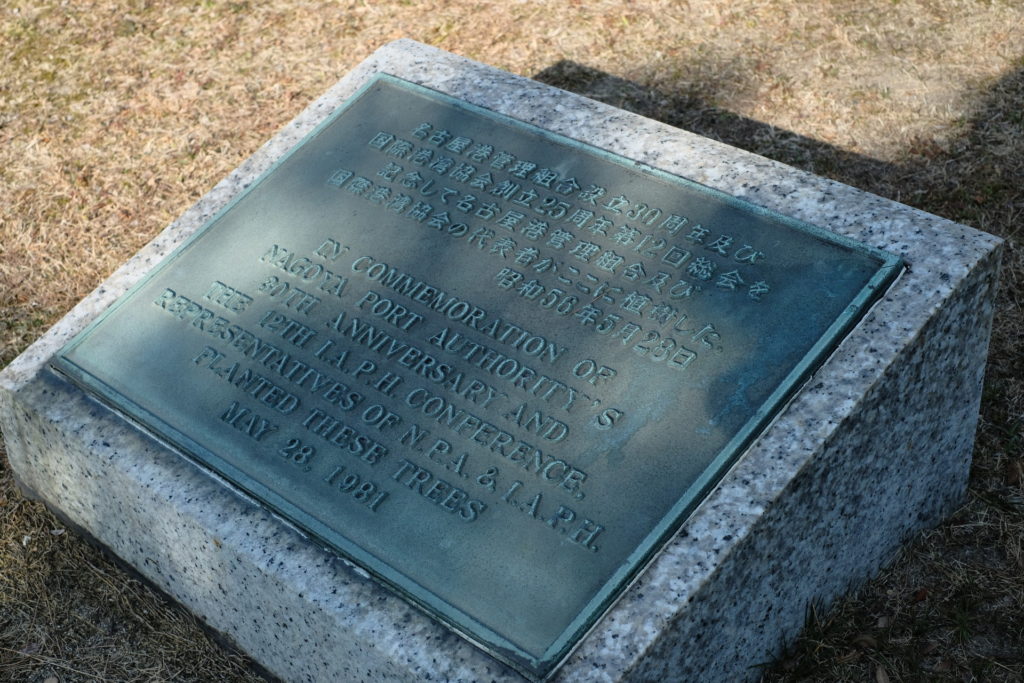 名古屋港管理組合設立30周年及び
国際港湾協会創立25周年第12回総会を
記念して名古屋港管理組合及び
国際港湾協会の代表者がここに植樹した。
昭和56年5月23日
IN COMMEMORATION OF
NAGOYA PORT AUTHORITY'S
30TH ANNIVERSARY AND
THE 12TH I.A.P.H. CONFERENCE,
REPRESENTATIVES OF N.P.A. & I.A.P.H.
PLANTED THESE TREES
MAY 23, 1981